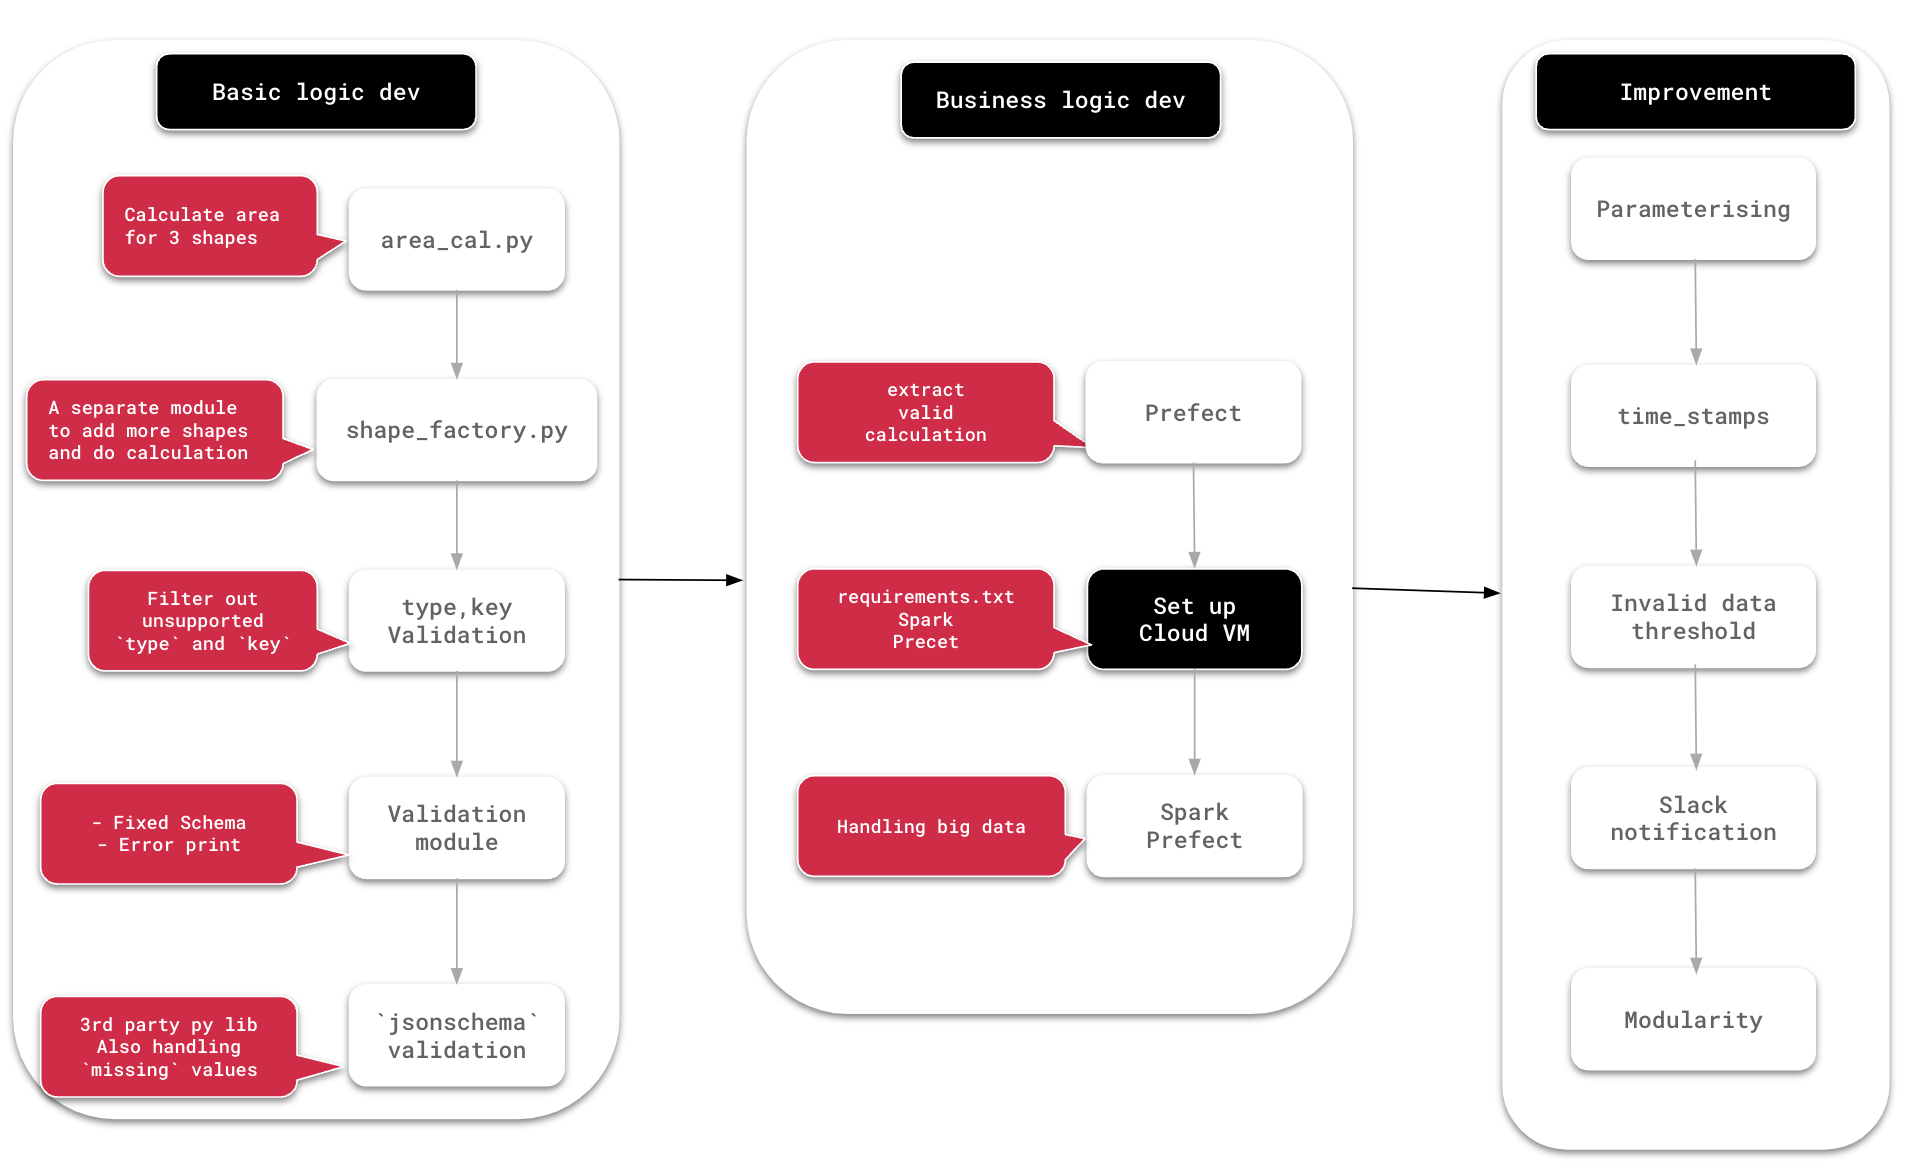 Basic logic dev
Calculate area
for 3 shapes
area_cal.py
A separate module
to add more shapes
and do calculation
shape_factory.py
Filter out
unsupported
`type` and `key`
type,key
Validation
- Fixed Schema
- Error print
Validation
module
3rd party py lib
Also handling
`missing` values
`jsonschema`
validation
Business logic dev
extract
valid
calculation
Prefect
requirements.txt
Spark
Precet
Set up
Cloud VM
Handling big data
Spark
Prefect
Improvement
Parameterising
time_stamps
Invalid data
threshold
Slack
notification
Modularity